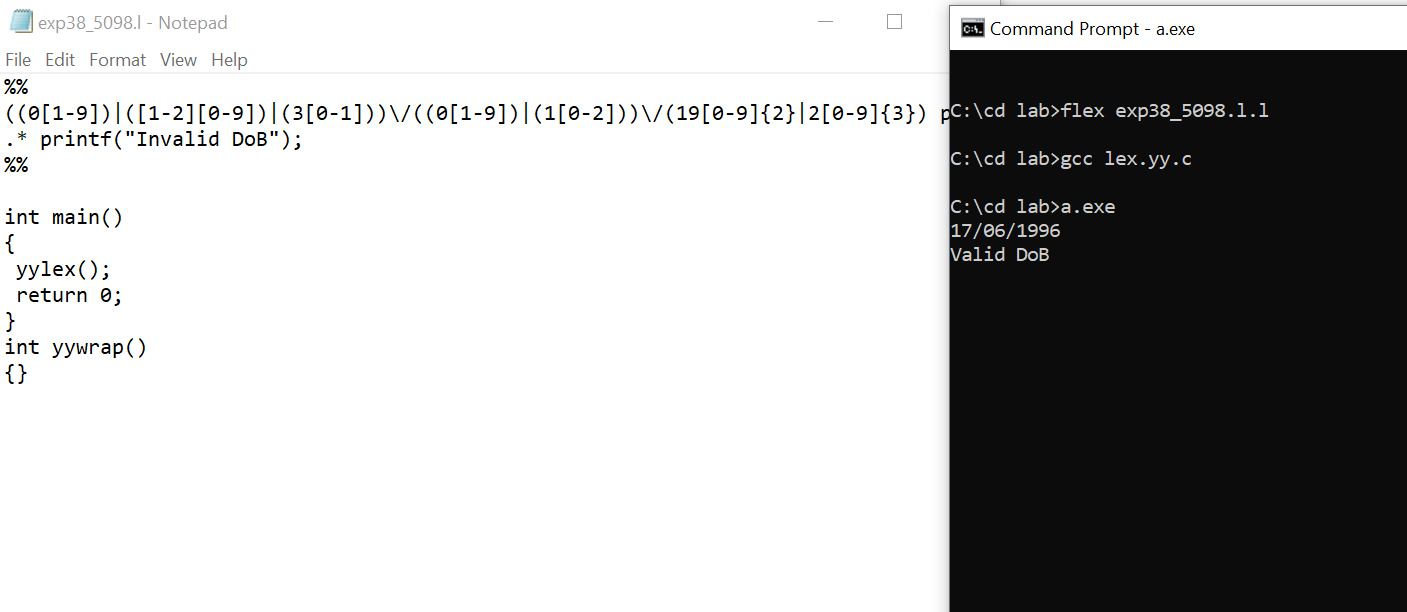 exp38_5098.l - Notepad
File Edit Format View Help
%%
((0[1-9])|([1-2][0-9])|(3[0-1]))\/((0[1-9])|(1[0-2]))\/(19[0-9]{2}|2[0-9]{3}) p
.* printf("Invalid DoB");
%%
int main()
{
 yylex();
 return 0;
}
int yywrap()
{}
C:\. Command Prompt - a.exe
C:\cd lab>flex exp38_5098.l.l
C:\cd lab>gcc lex.yy.c
C:\cd lab>a.exe
17/06/1996
Valid DoB